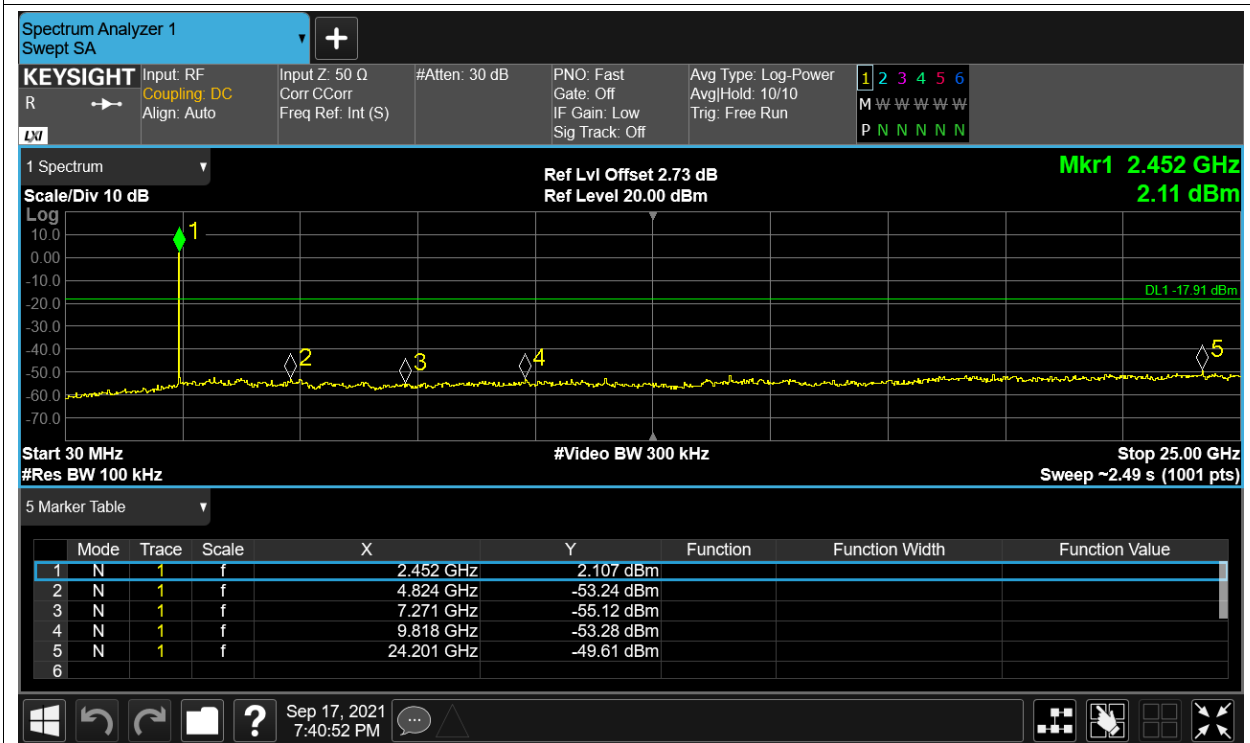 Spectrum Analyzer 1
Swept SA
KEYSIGHT
R
LXI
Input: RF
Coupling: DC
Align: Auto
Input Z: 50 Ω
Corr CCorr
Freq Ref: Int (S)
#Atten: 30 dB
PNO: Fast
Gate: Off
IF Gain: Low
Sig Track: Off
Avg Type: Log-Power
Avg|Hold: 10/10
Trig: Free Run
1 2 3 4 5 6
M W W W W W
P N N N N N
1 Spectrum
Scale/Div 10 dB
Ref Lvl Offset 2.73 dB
Ref Level 20.00 dBm
Mkr1 2.452 GHz
2.11 dBm
Log
10.0
0.00
-10.0
-20.0
-30.0
-40.0
-50.0
-60.0
-70.0
1
2
3
4
5
DL1 -17.91 dBm
Start 30 MHz
#Video BW 300 kHz
Stop 25.00 GHz
#Res BW 100 kHz
Sweep ~2.49 s (1001 pts)
5 Marker Table
Mode Trace Scale X Y Function Function Width Function Value
1 N 1 f 2.452 GHz 2.107 dBm
2 N 1 f 4.824 GHz -53.24 dBm
3 N 1 f 7.271 GHz -55.12 dBm
4 N 1 f 9.818 GHz -53.28 dBm
5 N 1 f 24.201 GHz -49.61 dBm
6
?
Sep 17, 2021
7:40:52 PM